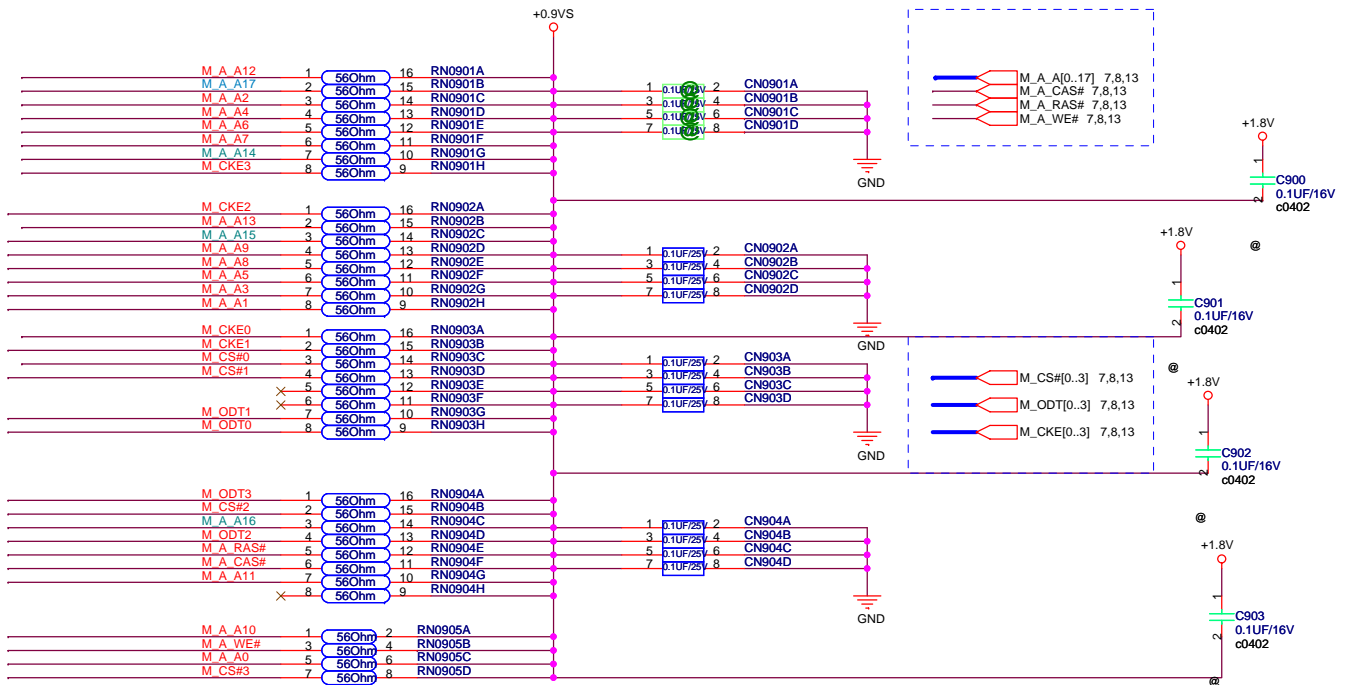 +0.9VS
M_A_A12 1 56Ohm 16 RN0901A
M_A_A17 2 56Ohm 15 RN0901B
M_A_A2 3 56Ohm 14 RN0901C
M_A_A4 4 56Ohm 13 RN0901D
M_A_A6 5 56Ohm 12 RN0901E
M_A_A7 6 56Ohm 11 RN0901F
M_A_A14 7 56Ohm 10 RN0901G
M_CKE3 8 56Ohm 9 RN0901H
1 2 CN0901A
3 4 CN0901B
5 6 CN0901C
7 8 CN0901D
GND
M_A_A[0..17] 7,8,13
M_A_CAS# 7,8,13
M_A_RAS# 7,8,13
M_A_WE# 7,8,13
+1.8V
1
C900
0.1UF/16V
2
c0402
@
M_CKE2 1 56Ohm 16 RN0902A
M_A_A13 2 56Ohm 15 RN0902B
M_A_A15 3 56Ohm 14 RN0902C
M_A_A9 4 56Ohm 13 RN0902D
M_A_A8 5 56Ohm 12 RN0902E
M_A_A5 6 56Ohm 11 RN0902F
M_A_A3 7 56Ohm 10 RN0902G
M_A_A1 8 56Ohm 9 RN0902H
1 0.1UF/25V 2 CN0902A
3 0.1UF/25V 4 CN0902B
5 0.1UF/25V 6 CN0902C
7 0.1UF/25V 8 CN0902D
GND
+1.8V
1
C901
0.1UF/16V
2
c0402
@
M_CKE0 1 56Ohm 16 RN0903A
M_CKE1 2 56Ohm 15 RN0903B
M_CS#0 3 56Ohm 14 RN0903C
M_CS#1 4 56Ohm 13 RN0903D
5 56Ohm 12 RN0903E
6 56Ohm 11 RN0903F
M_ODT1 7 56Ohm 10 RN0903G
M_ODT0 8 56Ohm 9 RN0903H
1 0.1UF/25V 2 CN903A
3 0.1UF/25V 4 CN903B
5 0.1UF/25V 6 CN903C
7 0.1UF/25V 8 CN903D
GND
M_CS#[0..3] 7,8,13
M_ODT[0..3] 7,8,13
M_CKE[0..3] 7,8,13
+1.8V
1
C902
0.1UF/16V
2
c0402
@
M_ODT3 1 56Ohm 16 RN0904A
M_CS#2 2 56Ohm 15 RN0904B
M_A_A16 3 56Ohm 14 RN0904C
M_ODT2 4 56Ohm 13 RN0904D
M_A_RAS# 5 56Ohm 12 RN0904E
M_A_CAS# 6 56Ohm 11 RN0904F
M_A_A11 7 56Ohm 10 RN0904G
8 56Ohm 9 RN0904H
1 0.1UF/25V 2 CN904A
3 0.1UF/25V 4 CN904B
5 0.1UF/25V 6 CN904C
7 0.1UF/25V 8 CN904D
GND
+1.8V
1
C903
0.1UF/16V
2
c0402
@
M_A_A10 1 56Ohm 2 RN0905A
M_A_WE# 3 56Ohm 4 RN0905B
M_A_A0 5 56Ohm 6 RN0905C
M_CS#3 7 56Ohm 8 RN0905D